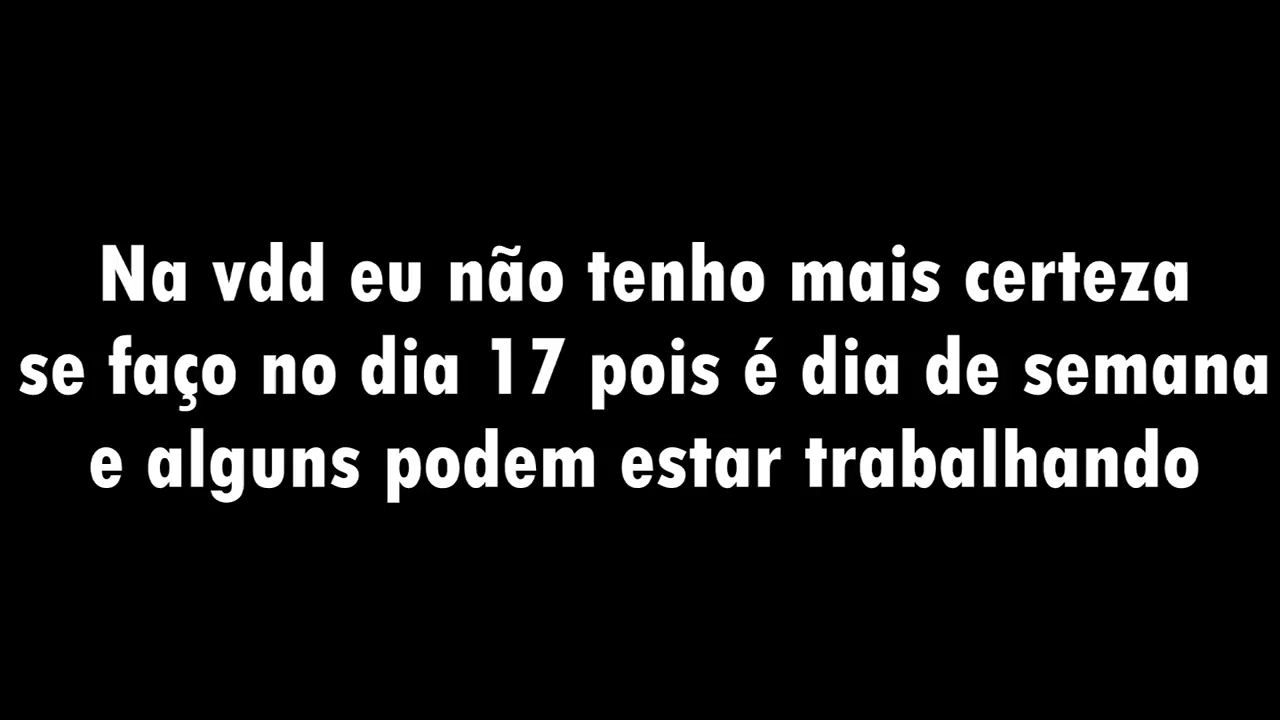 Na vdd eu não tenho mais certeza
se faço no dia 17 pois é dia de semana
e alguns podem estar trabalhando